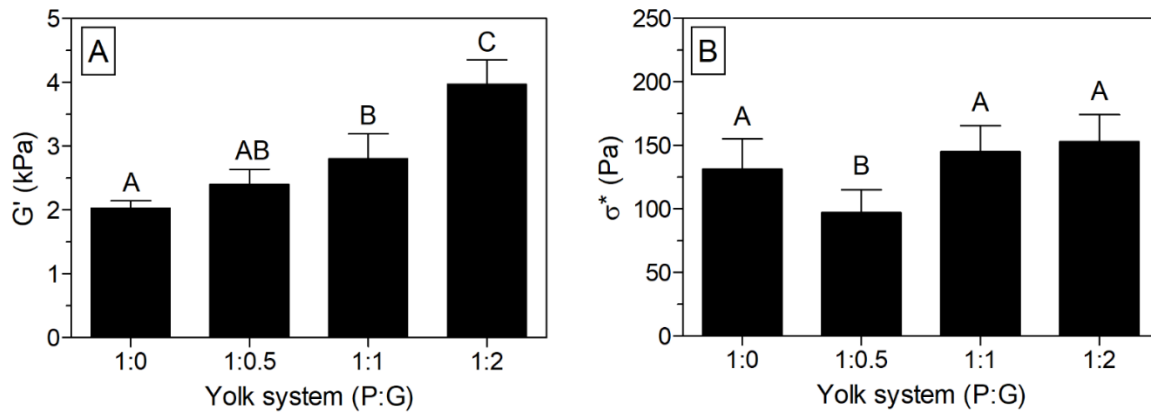 A
G' (kPa)
5
4
3
2
1
0
A
AB
B
C
1:0
1:0.5
1:1
1:2
Yolk system (P:G)
B
σ* (Pa)
250
200
150
100
50
0
A
B
A
A
1:0
1:0.5
1:1
1:2
Yolk system (P:G)